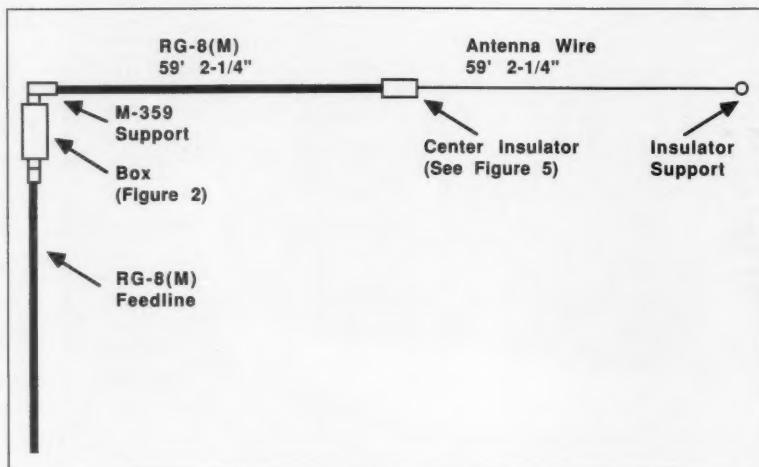 RG-8(M)
59' 2-1/4"
Antenna Wire
59' 2-1/4"
M-359
Support
Center Insulator
(See Figure 5)
Insulator
Support
Box
(Figure 2)
RG-8(M)
Feedline